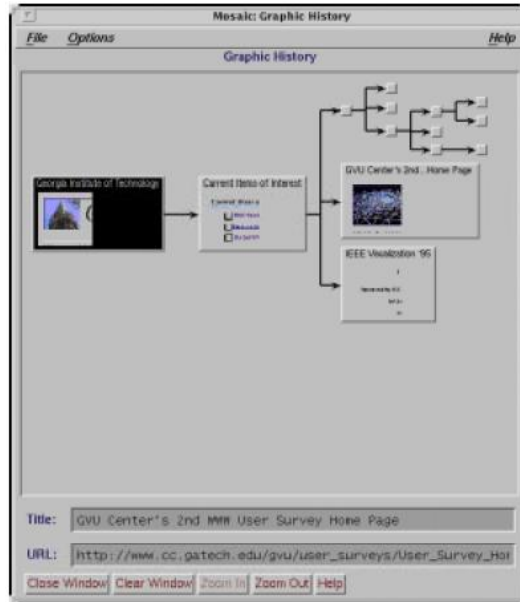 Mosaic: Graphic History
File Options Help
Graphic History
Georgia Institute of Technology
Current Items of Interest
GVU Center's 2nd.. Home Page
IEEE Visualization '95
Title: GVU Center's 2nd WWW User Survey Home Page
URL: http://www.cc.gatech.edu/gvu/user_surveys/User_Survey_Hom
Close Window Clear Window Zoom In Zoom Out Help